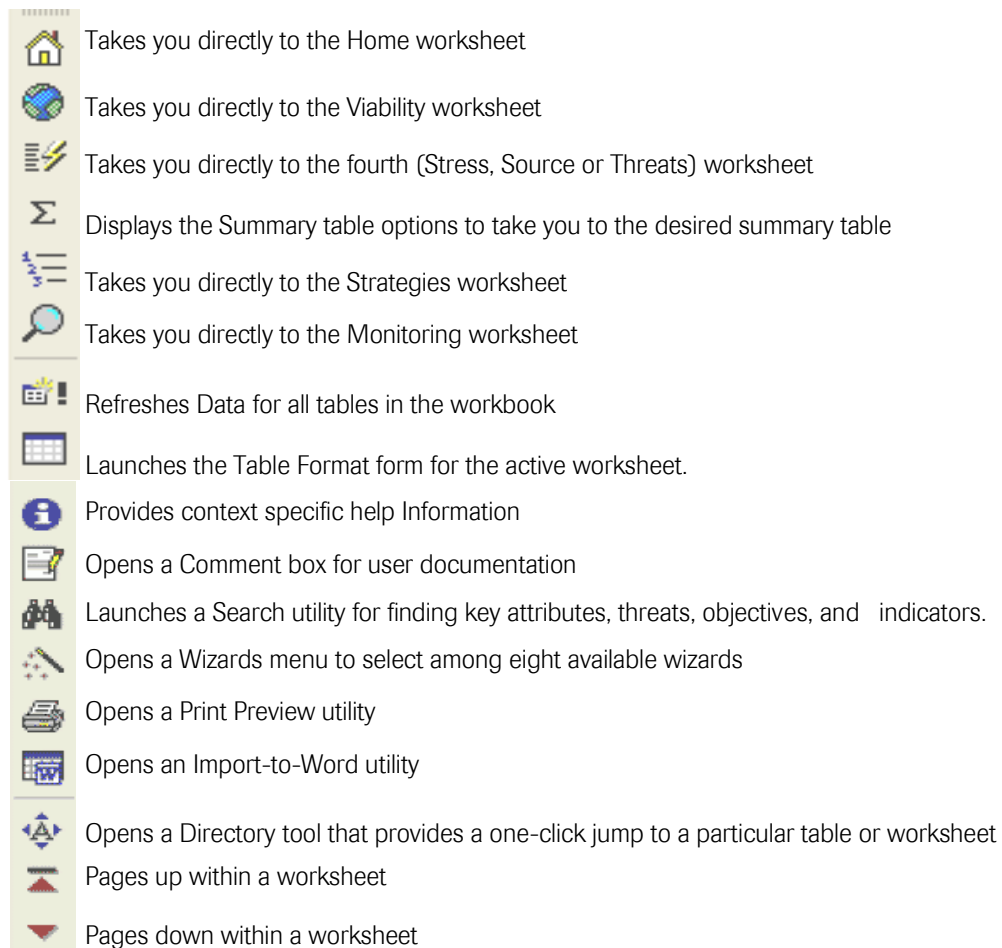 Takes you directly to the Home worksheet
Takes you directly to the Viability worksheet
Takes you directly to the fourth (Stress, Source or Threats) worksheet
Σ
Displays the Summary table options to take you to the desired summary table
1
2
3
Takes you directly to the Strategies worksheet
Takes you directly to the Monitoring worksheet
!
Refreshes Data for all tables in the workbook
Launches the Table Format form for the active worksheet.
i
Provides context specific help Information
Opens a Comment box for user documentation
Launches a Search utility for finding key attributes, threats, objectives, and indicators.
Opens a Wizards menu to select among eight available wizards
Opens a Print Preview utility
W
Opens an Import-to-Word utility
A
Opens a Directory tool that provides a one-click jump to a particular table or worksheet
Pages up within a worksheet
Pages down within a worksheet